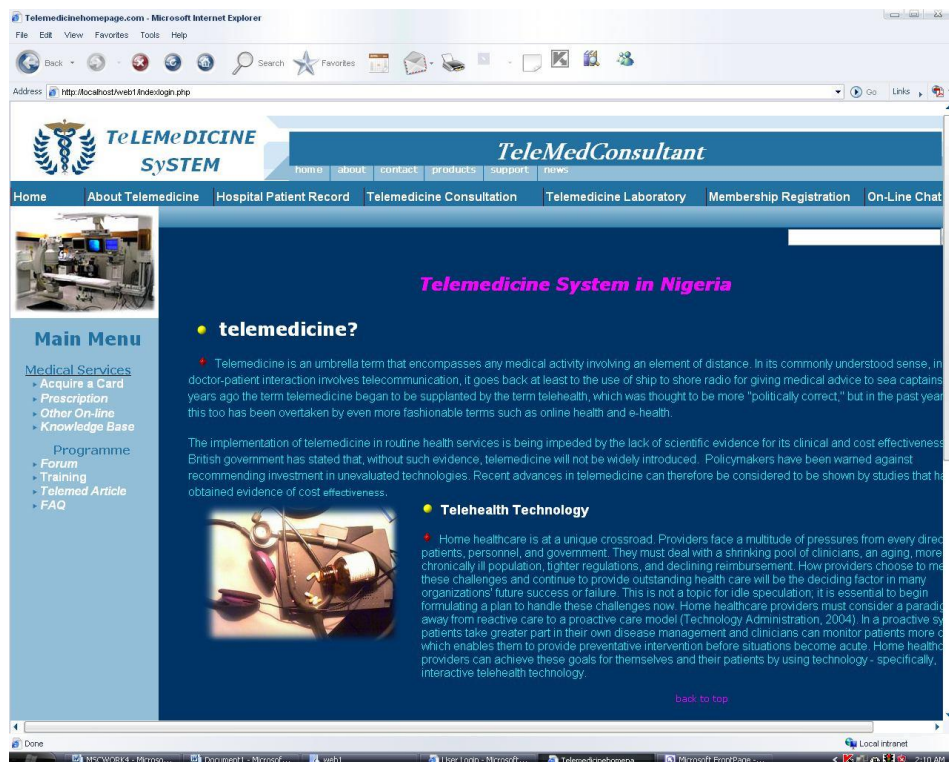 Telemedicinehomepage.com - Microsoft Internet Explorer
File Edit View Favorites Tools Help
Back Search Favorites
Address http://localhost/web1/indexlogin.php Go Links
TeLEMeDICINE
SySTEM
TeleMedConsultant
home about contact products support news
Home About Telemedicine Hospital Patient Record Telemedicine Consultation Telemedicine Laboratory Membership Registration On-Line Chat
Telemedicine System in Nigeria
Main Menu
Medical Services
Acquire a Card
Prescription
Other On-line
Knowledge Base
Programme
Forum
Training
Telemed Article
FAQ
telemedicine?
Telemedicine is an umbrella term that encompasses any medical activity involving an element of distance. In its commonly understood sense, in
doctor-patient interaction involves telecommunication, it goes back at least to the use of ship to shore radio for giving medical advice to sea captains
years ago the term telemedicine began to be supplanted by the term telehealth, which was thought to be more "politically correct," but in the past year
this too has been overtaken by even more fashionable terms such as online health and e-health.
The implementation of telemedicine in routine health services is being impeded by the lack of scientific evidence for its clinical and cost effectiveness
British government has stated that, without such evidence, telemedicine will not be widely introduced. Policymakers have been warned against
recommending investment in unevaluated technologies. Recent advances in telemedicine can therefore be considered to be shown by studies that ha
obtained evidence of cost effectiveness.
Telehealth Technology
Home healthcare is at a unique crossroad. Providers face a multitude of pressures from every direc
patients, personnel, and government. They must deal with a shrinking pool of clinicians, an aging, more
chronically ill population, tighter regulations, and declining reimbursement. How providers choose to me
these challenges and continue to provide outstanding health care will be the deciding factor in many
organizations' future success or failure. This is not a topic for idle speculation; it is essential to begin
formulating a plan to handle these challenges now. Home healthcare providers must consider a paradig
away from reactive care to a proactive care model (Technology Administration, 2004). In a proactive sy
patients take greater part in their own disease management and clinicians can monitor patients more c
which enables them to provide preventative intervention before situations become acute. Home healthc
providers can achieve these goals for themselves and their patients by using technology - specifically,
interactive telehealth technology.
back to top
Done Local intranet
MSCWORK4 - Microso... Document1 - Microsof... web1 User Login - Microsoft... Telemedicinehomepa... Microsoft FrontPage - ... 2:10 AM